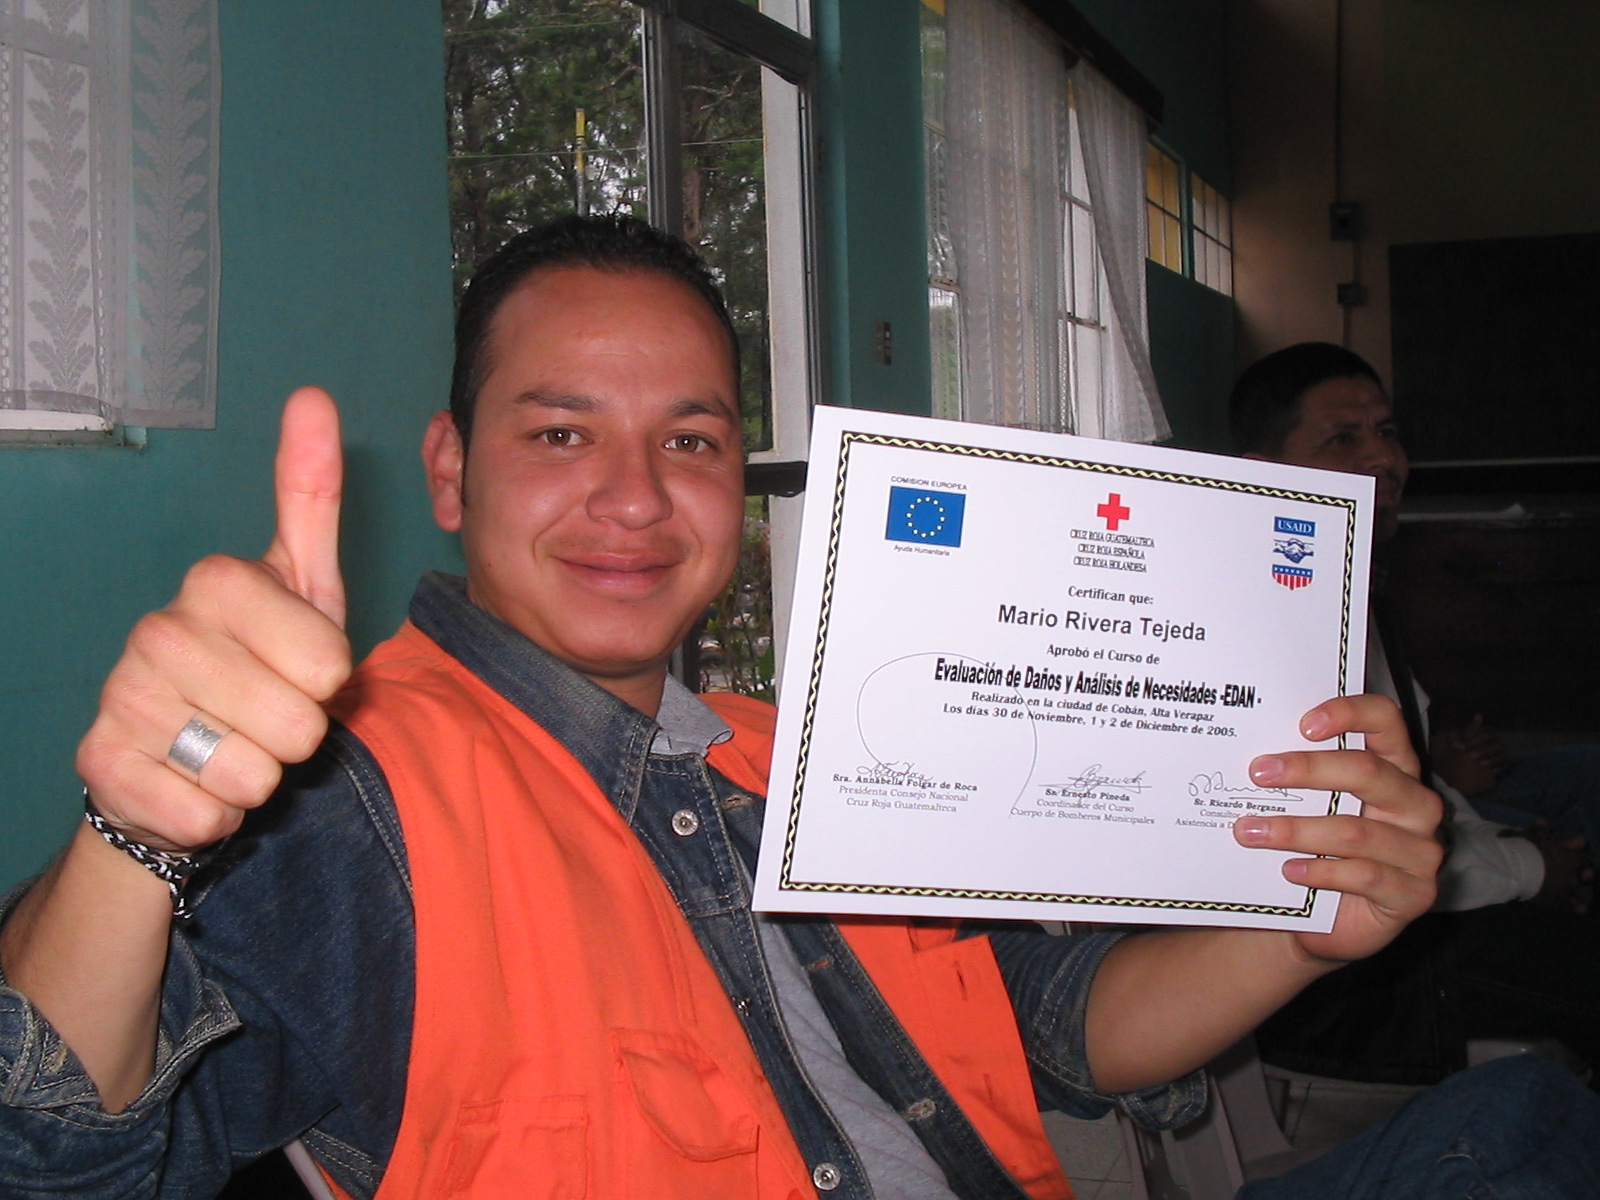 COMISION EUROPEA
Ayuda Humanitaria
CRUZ ROJA GUATEMALTECA
CRUZ ROJA ESPAÑOLA
CRUZ ROJA HOLANDESA
USAID
Certifican que:
Mario Rivera Tejeda
Aprobó el Curso de
Evaluación de Daños y Análisis de Necesidades -EDAN -
Realizado en la ciudad de Cobán, Alta Verapaz
Los días 30 de Noviembre, 1 y 2 de Diciembre de 2005.
Sra. Annabella Folgar de Roca
Presidenta Consejo Nacional
Cruz Roja Guatemalteca
Sr. Ernesto Pineda
Coordinador del Curso
Cuerpo de Bomberos Municipales
Sr. Ricardo Berganza
Consultor
Asistencia a